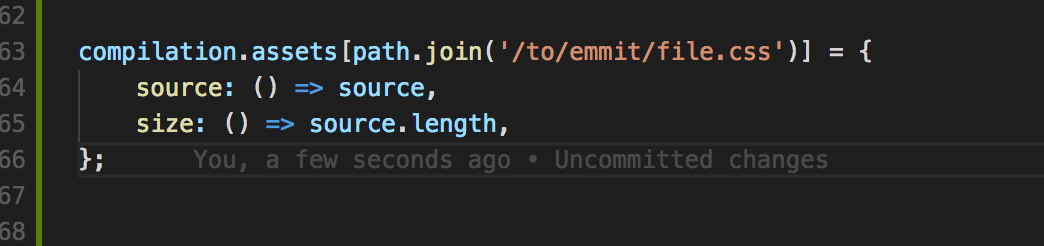 62
63 compilation.assets[path.join('/to/emmit/file.css')] = {
64 source: () => source,
65 size: () => source.length,
66 }; You, a few seconds ago • Uncommitted changes
67
68